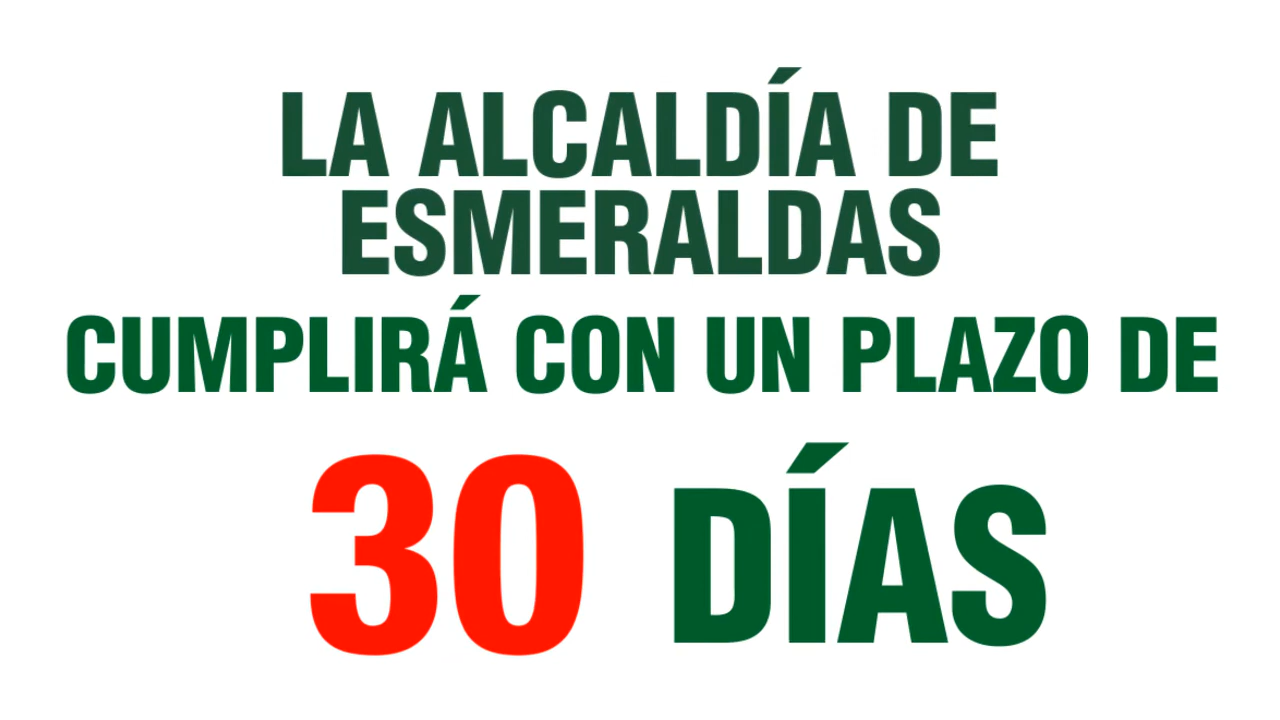 LA ALCALDÍA DE
ESMERALDAS
CUMPLIRÁ CON UN PLAZO DE
30 DÍAS